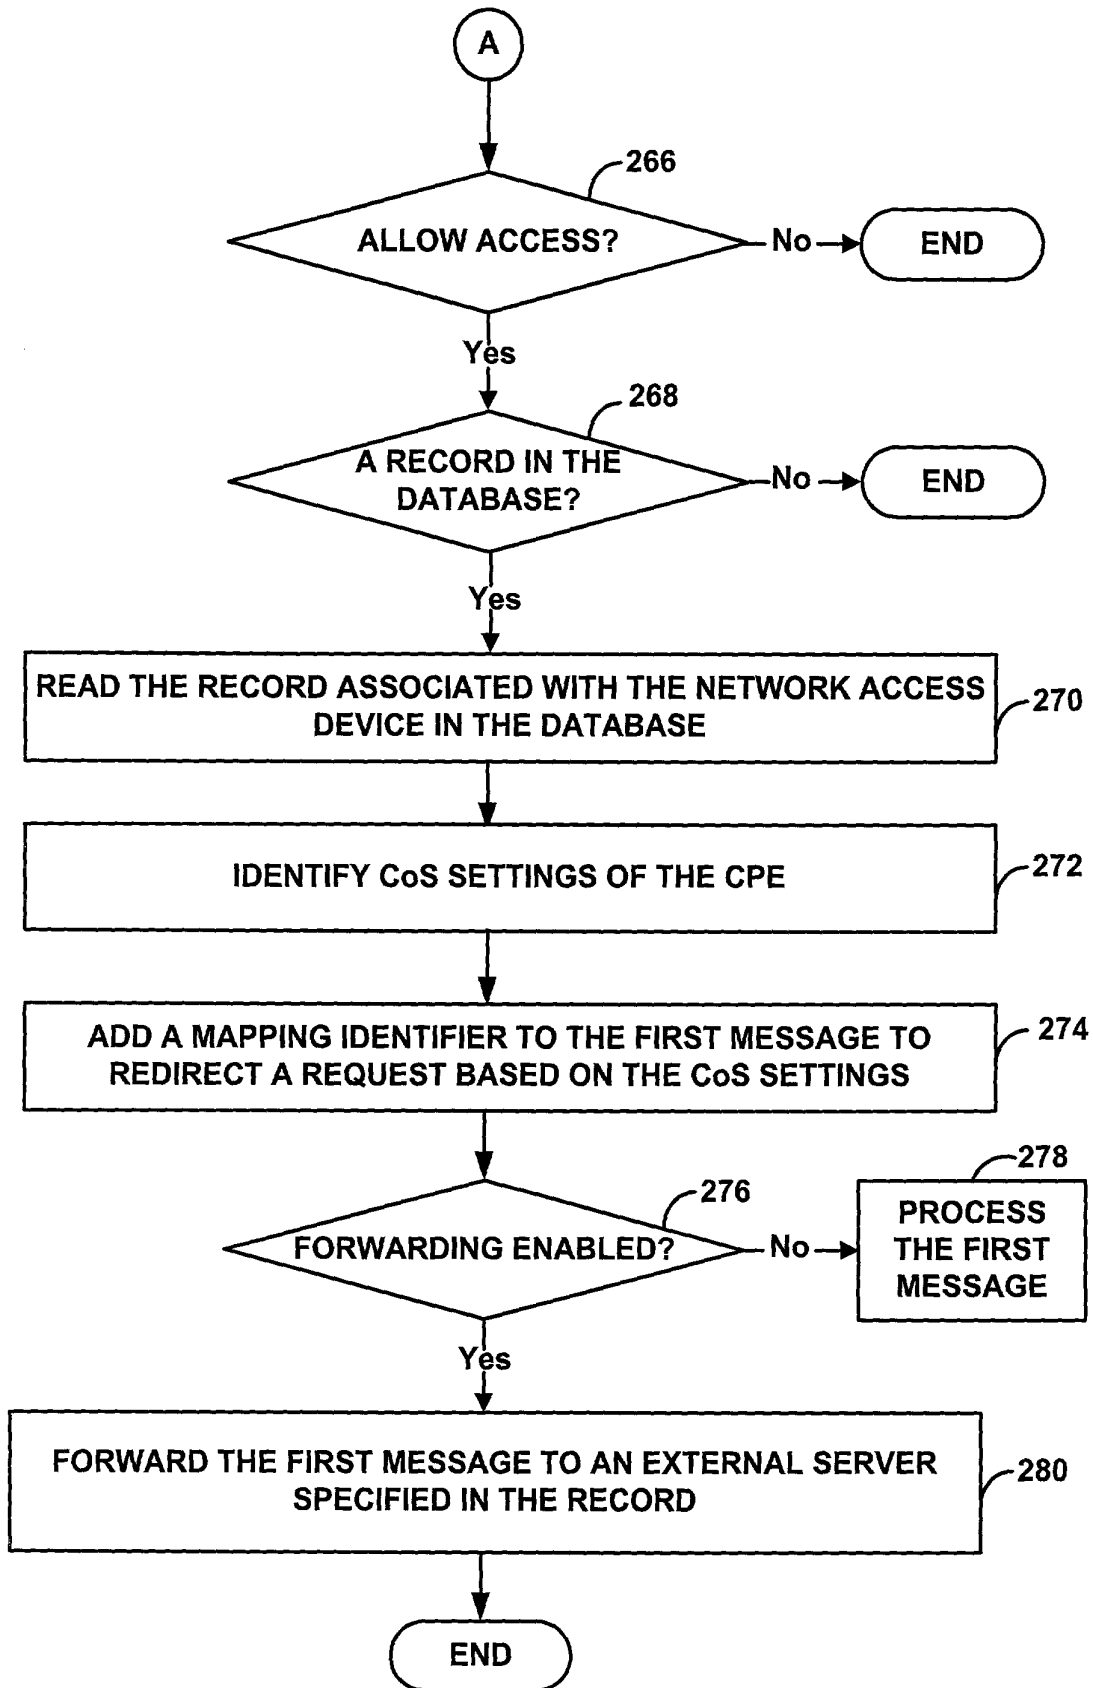 A
266
ALLOW ACCESS?
No
END
Yes
268
A RECORD IN THE
DATABASE?
No
END
Yes
READ THE RECORD ASSOCIATED WITH THE NETWORK ACCESS
DEVICE IN THE DATABASE
270
IDENTIFY CoS SETTINGS OF THE CPE
272
ADD A MAPPING IDENTIFIER TO THE FIRST MESSAGE TO
REDIRECT A REQUEST BASED ON THE CoS SETTINGS
274
276
FORWARDING ENABLED?
No
278
PROCESS
THE FIRST
MESSAGE
Yes
FORWARD THE FIRST MESSAGE TO AN EXTERNAL SERVER
SPECIFIED IN THE RECORD
280
END